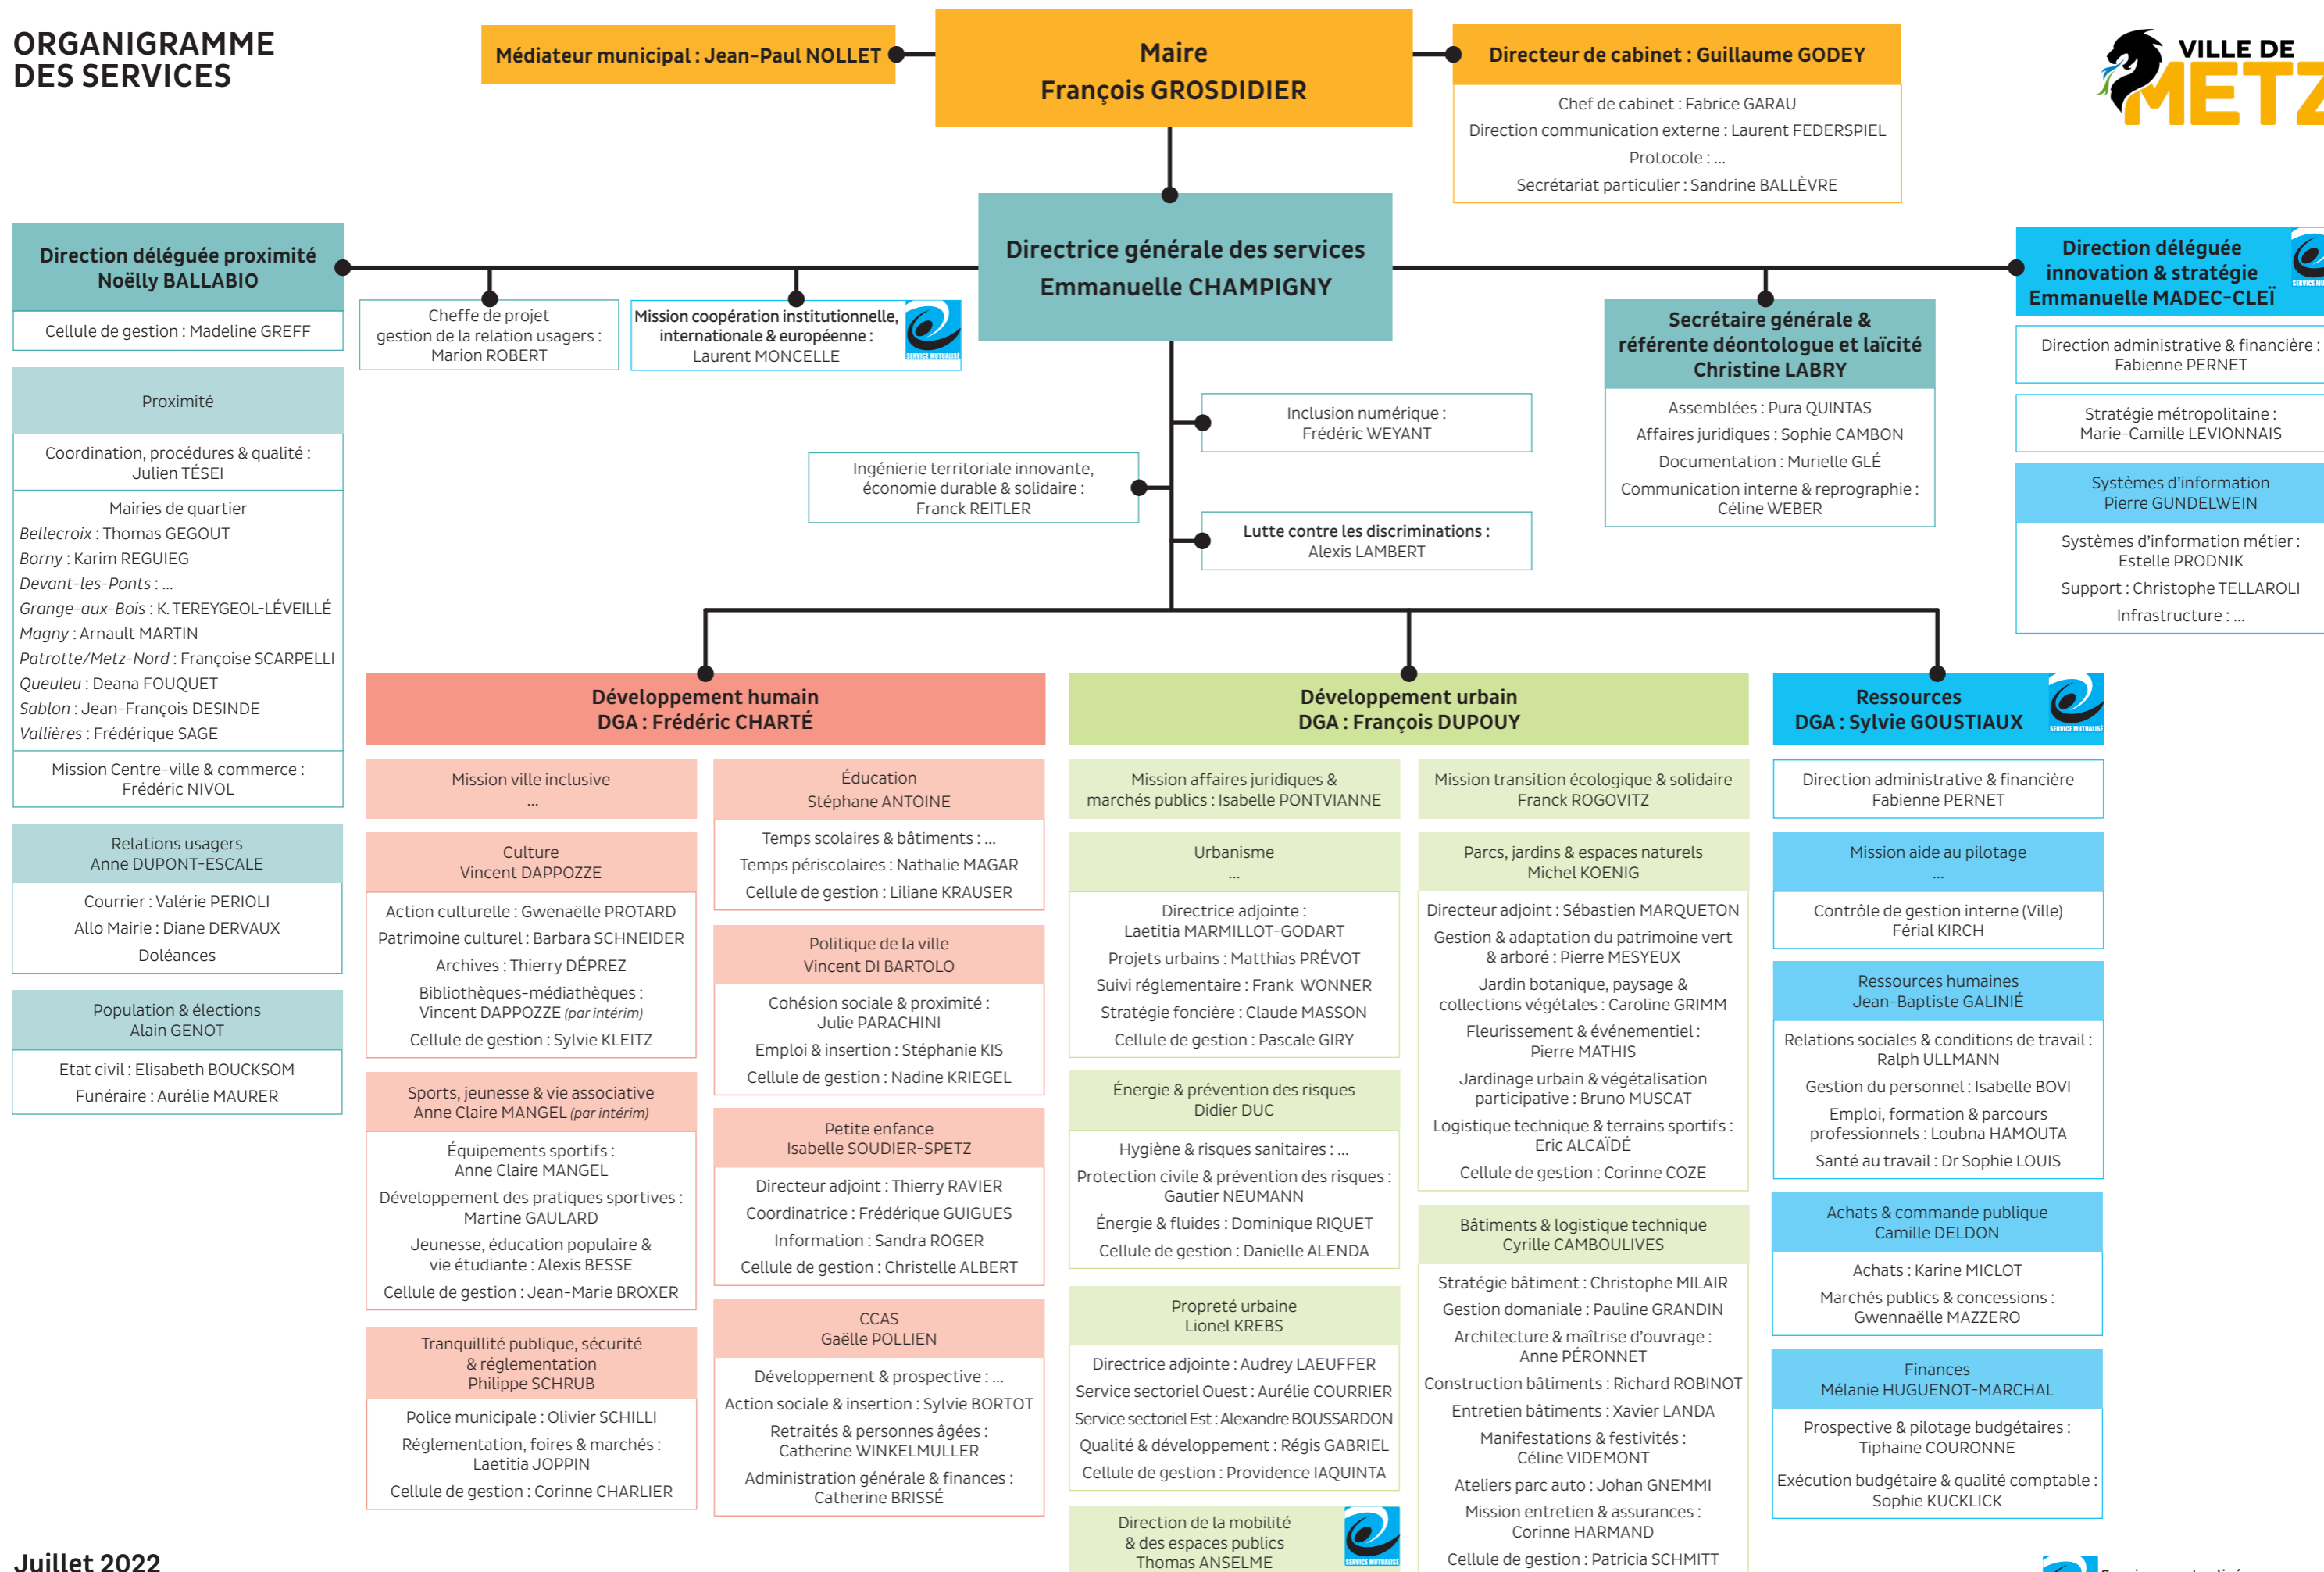 ORGANIGRAMME
DES SERVICES
Médiateur municipal : Jean-Paul NOLLET
Maire
François GROSDIDIER
Directeur de cabinet : Guillaume GODEY
Chef de cabinet : Fabrice GARAU
Direction communication externe : Laurent FEDERSPIEL
Protocole : ...
Secrétariat particulier : Sandrine BALLÈVRE
VILLE DE
METZ
Directrice générale des services
Emmanuelle CHAMPIGNY
Direction déléguée proximité
Noëlly BALLABIO
Cellule de gestion : Madeline GREFF
Cheffe de projet
gestion de la relation usagers :
Marion ROBERT
Mission coopération institutionnelle,
internationale & européenne :
Laurent MONCELLE
SERVICE MUTUALISÉ
Secrétaire générale &
référente déontologue et laïcité
Christine LABRY
Assemblées : Pura QUINTAS
Affaires juridiques : Sophie CAMBON
Documentation : Murielle GLÉ
Communication interne & reprographie :
Céline WEBER
Direction déléguée
innovation & stratégie
Emmanuelle MADEC-CLEÏ
SERVICE MU
Direction administrative & financière :
Fabienne PERNET
Stratégie métropolitaine :
Marie-Camille LEVIONNAIS
Systèmes d'information
Pierre GUNDELWEIN
Systèmes d'information métier :
Estelle PRODNIK
Support : Christophe TELLAROLI
Infrastructure : ...
Inclusion numérique :
Frédéric WEYANT
Ingénierie territoriale innovante,
économie durable & solidaire :
Franck REITLER
Lutte contre les discriminations :
Alexis LAMBERT
Proximité
Coordination, procédures & qualité :
Julien TÉSEI
Mairies de quartier
Bellecroix : Thomas GEGOUT
Borny : Karim REGUIEG
Devant-les-Ponts : ...
Grange-aux-Bois : K. TEREYGEOL-LÉVEILLÉ
Magny : Arnault MARTIN
Patrotte/Metz-Nord : Françoise SCARPELLI
Queuleu : Deana FOUQUET
Sablon : Jean-François DESINDE
Vallières : Frédérique SAGE
Mission Centre-ville & commerce :
Frédéric NIVOL
Relations usagers
Anne DUPONT-ESCALE
Courrier : Valérie PERIOLI
Allo Mairie : Diane DERVAUX
Doléances
Population & élections
Alain GENOT
Etat civil : Elisabeth BOUCKSOM
Funéraire : Aurélie MAURER
Développement humain
DGA : Frédéric CHARTÉ
Mission ville inclusive
...
Culture
Vincent DAPPOZZE
Action culturelle : Gwenaëlle PROTARD
Patrimoine culturel : Barbara SCHNEIDER
Archives : Thierry DÉPREZ
Bibliothèques-médiathèques :
Vincent DAPPOZZE (par intérim)
Cellule de gestion : Sylvie KLEITZ
Sports, jeunesse & vie associative
Anne Claire MANGEL (par intérim)
Équipements sportifs :
Anne Claire MANGEL
Développement des pratiques sportives :
Martine GAULARD
Jeunesse, éducation populaire &
vie étudiante : Alexis BESSE
Cellule de gestion : Jean-Marie BROXER
Tranquillité publique, sécurité
& réglementation
Philippe SCHRUB
Police municipale : Olivier SCHILLI
Réglementation, foires & marchés :
Laetitia JOPPIN
Cellule de gestion : Corinne CHARLIER
Éducation
Stéphane ANTOINE
Temps scolaires & bâtiments : ...
Temps périscolaires : Nathalie MAGAR
Cellule de gestion : Liliane KRAUSER
Politique de la ville
Vincent DI BARTOLO
Cohésion sociale & proximité :
Julie PARACHINI
Emploi & insertion : Stéphanie KIS
Cellule de gestion : Nadine KRIEGEL
Petite enfance
Isabelle SOUDIER-SPETZ
Directeur adjoint : Thierry RAVIER
Coordinatrice : Frédérique GUIGUES
Information : Sandra ROGER
Cellule de gestion : Christelle ALBERT
CCAS
Gaëlle POLLIEN
Développement & prospective : ...
Action sociale & insertion : Sylvie BORTOT
Retraités & personnes âgées :
Catherine WINKELMULLER
Administration générale & finances :
Catherine BRISSÉ
Développement urbain
DGA : François DUPOUY
Mission affaires juridiques &
marchés publics : Isabelle PONTVIANNE
Urbanisme
...
Directrice adjointe :
Laetitia MARMILLOT-GODART
Projets urbains : Matthias PRÉVOT
Suivi réglementaire : Frank WONNER
Stratégie foncière : Claude MASSON
Cellule de gestion : Pascale GIRY
Énergie & prévention des risques
Didier DUC
Hygiène & risques sanitaires : ...
Protection civile & prévention des risques :
Gautier NEUMANN
Énergie & fluides : Dominique RIQUET
Cellule de gestion : Danielle ALENDA
Propreté urbaine
Lionel KREBS
Directrice adjointe : Audrey LAEUFFER
Service sectoriel Ouest : Aurélie COURRIER
Service sectoriel Est : Alexandre BOUSSARDON
Qualité & développement : Régis GABRIEL
Cellule de gestion : Providence IAQUINTA
Direction de la mobilité
& des espaces publics
Thomas ANSELME
SERVICE MUTUALISÉ
Mission transition écologique & solidaire
Franck ROGOVITZ
Parcs, jardins & espaces naturels
Michel KOENIG
Directeur adjoint : Sébastien MARQUETON
Gestion & adaptation du patrimoine vert
& arboré : Pierre MESYEUX
Jardin botanique, paysage &
collections végétales : Caroline GRIMM
Fleurissement & événementiel :
Pierre MATHIS
Jardinage urbain & végétalisation
participative : Bruno MUSCAT
Logistique technique & terrains sportifs :
Eric ALCAÏDÉ
Cellule de gestion : Corinne COZE
Bâtiments & logistique technique
Cyrille CAMBOULIVES
Stratégie bâtiment : Christophe MILAIR
Gestion domaniale : Pauline GRANDIN
Architecture & maîtrise d'ouvrage :
Anne PÉRONNET
Construction bâtiments : Richard ROBINOT
Entretien bâtiments : Xavier LANDA
Manifestations & festivités :
Céline VIDEMONT
Ateliers parc auto : Johan GNEMMI
Mission entretien & assurances :
Corinne HARMAND
Cellule de gestion : Patricia SCHMITT
Ressources
DGA : Sylvie GOUSTIAUX
SERVICE MUTUALISÉ
Direction administrative & financière
Fabienne PERNET
Mission aide au pilotage
...
Contrôle de gestion interne (Ville)
Férial KIRCH
Ressources humaines
Jean-Baptiste GALINIÉ
Relations sociales & conditions de travail :
Ralph ULLMANN
Gestion du personnel : Isabelle BOVI
Emploi, formation & parcours
professionnels : Loubna HAMOUTA
Santé au travail : Dr Sophie LOUIS
Achats & commande publique
Camille DELDON
Achats : Karine MICLOT
Marchés publics & concessions :
Gwennaëlle MAZZERO
Finances
Mélanie HUGUENOT-MARCHAL
Prospective & pilotage budgétaires :
Tiphaine COURONNE
Exécution budgétaire & qualité comptable :
Sophie KUCKLICK
Juillet 2022